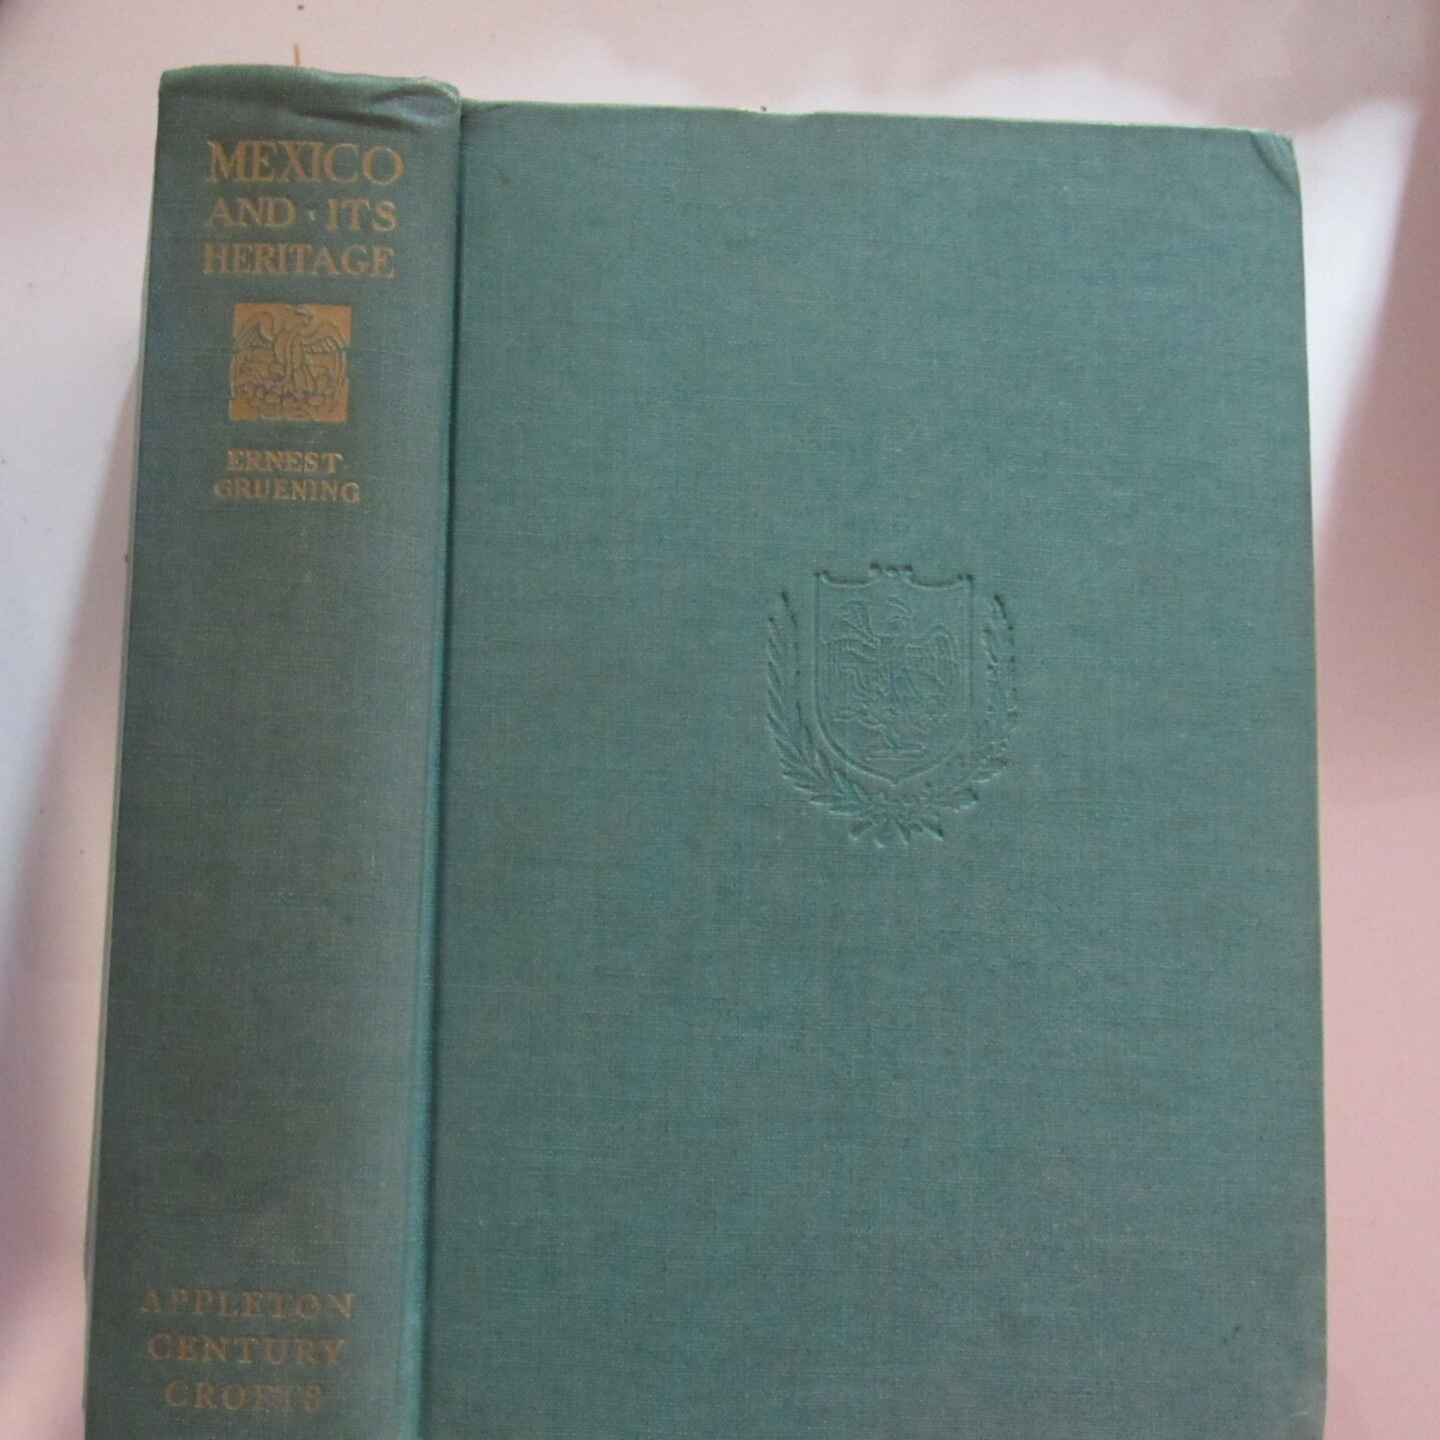 MEXICO
AND · ITS
HERITAGE
ERNEST
GRUENING
APPLETON
CENTURY
CROFTS